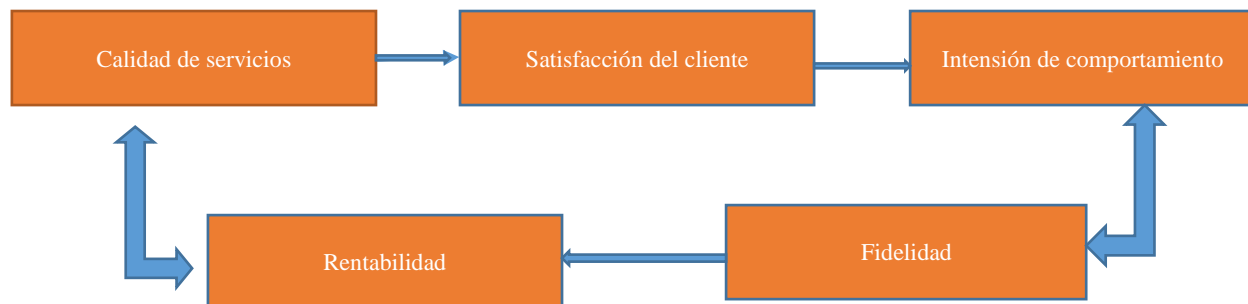 Calidad de servicios
Satisfacción del cliente
Intensión de comportamiento
Rentabilidad
Fidelidad